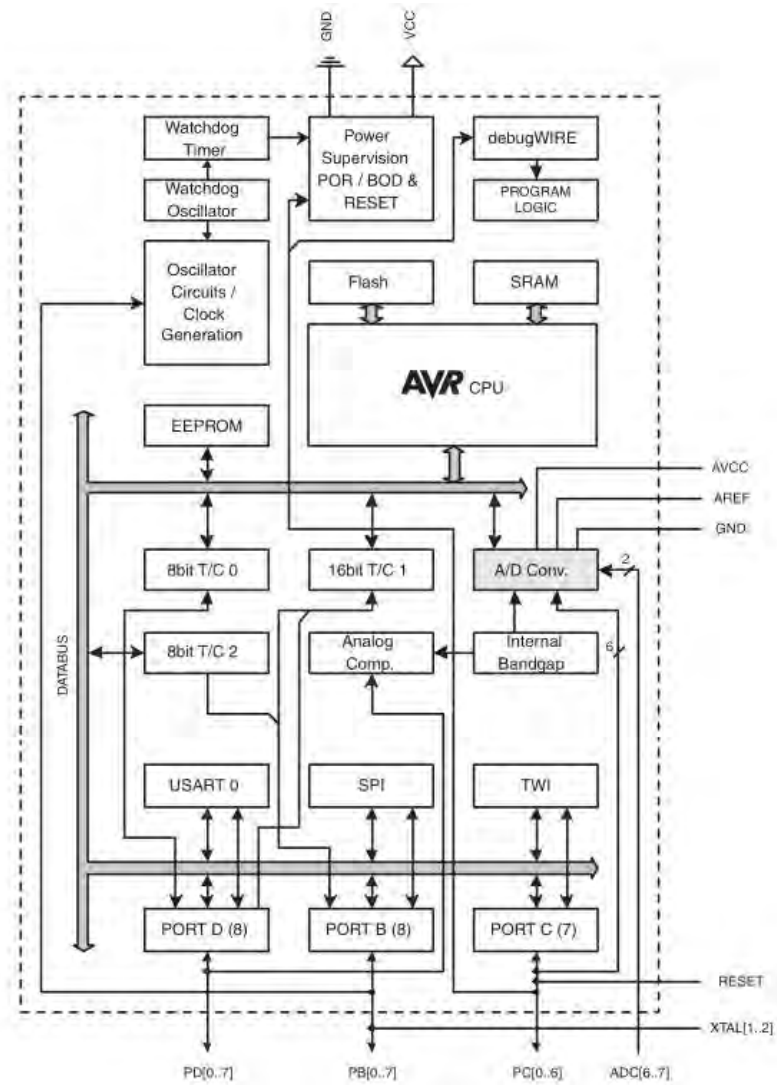 GND
VCC
Watchdog
Timer
Power
Supervision
POR / BOD &
RESET
debugWIRE
Watchdog
Oscillator
PROGRAM
LOGIC
Oscillator
Circuits /
Clock
Generation
Flash
SRAM
AVR CPU
EEPROM
AVCC
AREF
GND
8bit T/C 0
16bit T/C 1
A/D Conv.
2
DATABUS
8bit T/C 2
Analog
Comp.
Internal
Bandgap
6
USART 0
SPI
TWI
PORT D (8)
PORT B (8)
PORT C (7)
RESET
XTAL[1..2]
PD[0..7]
PB[0..7]
PC[0..6]
ADC[6..7]